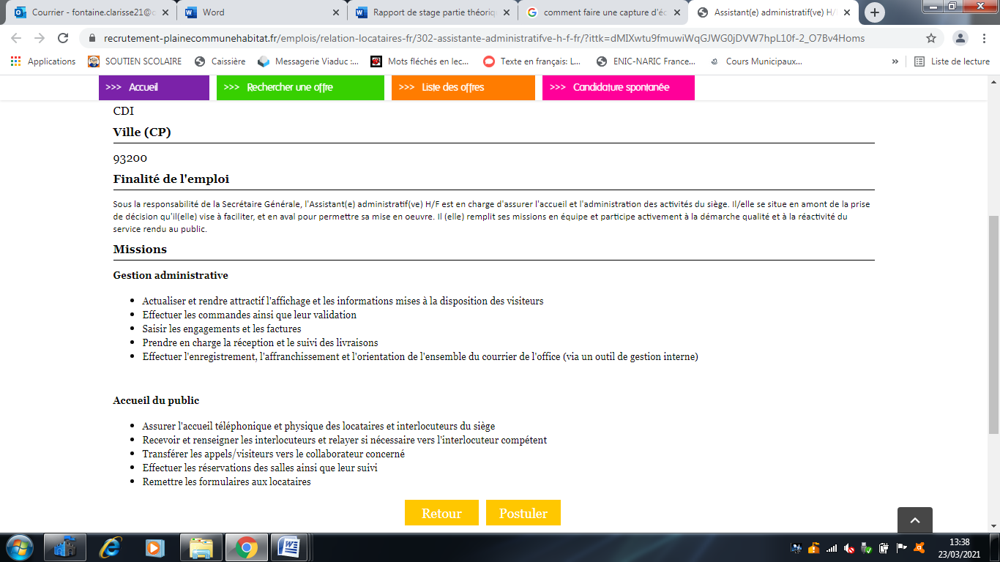 Courrier - fontaine.clarisse21@c
Word
Rapport de stage partie théoriq
comment faire une capture d'éc
Assistant(e) administratif(ve) H/
recrutement-plainecommunehabitat.fr/emplois/relation-locataires-fr/302-assistante-administratifve-h-f-fr/?ittk=dMIXwtu9fmuwiWqGJWG0jDVW7hpL10f-2_O7Bv4Homs
Applications
SOUTIEN SCOLAIRE
Caissière
Messagerie Viaduc :...
Mots fléchés en lec...
Texte en français: L...
ENIC-NARIC France...
Cours Municipaux...
»
Liste de lecture
>>> Accueil
>>> Rechercher une offre
>>> Liste des offres
>>> Candidature spontanée
CDI
Ville (CP)
93200
Finalité de l'emploi
Sous la responsabilité de la Secrétaire Générale, l'Assistant(e) administratif(ve) H/F est en charge d'assurer l'accueil et l'administration des activités du siège. Il/elle se situe en amont de la prise
de décision qu'il(elle) vise à faciliter, et en aval pour permettre sa mise en oeuvre. Il (elle) remplit ses missions en équipe et participe activement à la démarche qualité et à la réactivité du
service rendu au public.
Missions
Gestion administrative
• Actualiser et rendre attractif l'affichage et les informations mises à la disposition des visiteurs
• Effectuer les commandes ainsi que leur validation
• Saisir les engagements et les factures
• Prendre en charge la réception et le suivi des livraisons
• Effectuer l'enregistrement, l'affranchissement et l'orientation de l'ensemble du courrier de l'office (via un outil de gestion interne)
Accueil du public
• Assurer l'accueil téléphonique et physique des locataires et interlocuteurs du siège
• Recevoir et renseigner les interlocuteurs et relayer si nécessaire vers l'interlocuteur compétent
• Transférer les appels/visiteurs vers le collaborateur concerné
• Effectuer les réservations des salles ainsi que leur suivi
• Remettre les formulaires aux locataires
Retour
Postuler
13:38
23/03/2021